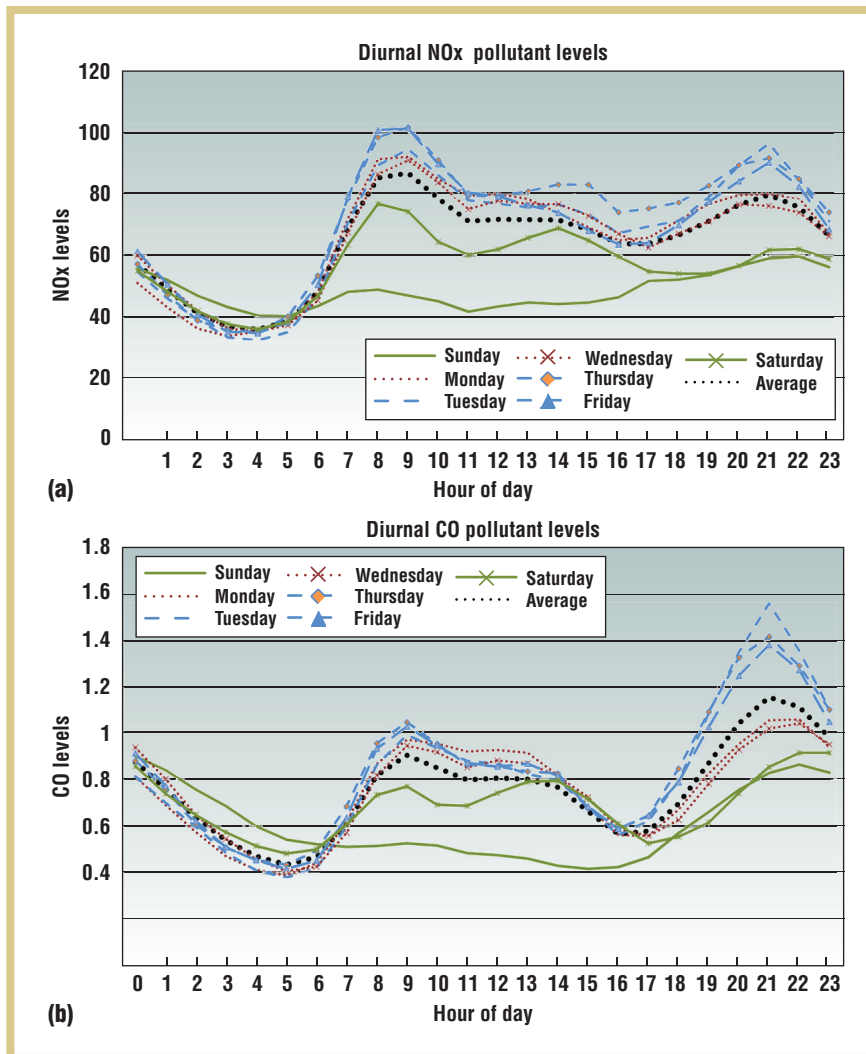 Diurnal NOx pollutant levels
120
100
80
60
40
20
0
NOx levels
Sunday
Monday
Tuesday
Wednesday
Thursday
Friday
Saturday
Average
1 2 3 4 5 6 7 8 9 10 11 12 13 14 15 16 17 18 19 20 21 22 23
Hour of day
(a)
Diurnal CO pollutant levels
1.8
1.6
1.4
1.2
1
0.8
0.6
0.4
CO levels
Sunday
Monday
Tuesday
Wednesday
Thursday
Friday
Saturday
Average
0 1 2 3 4 5 6 7 8 9 10 11 12 13 14 15 16 17 18 19 20 21 22 23
Hour of day
(b)